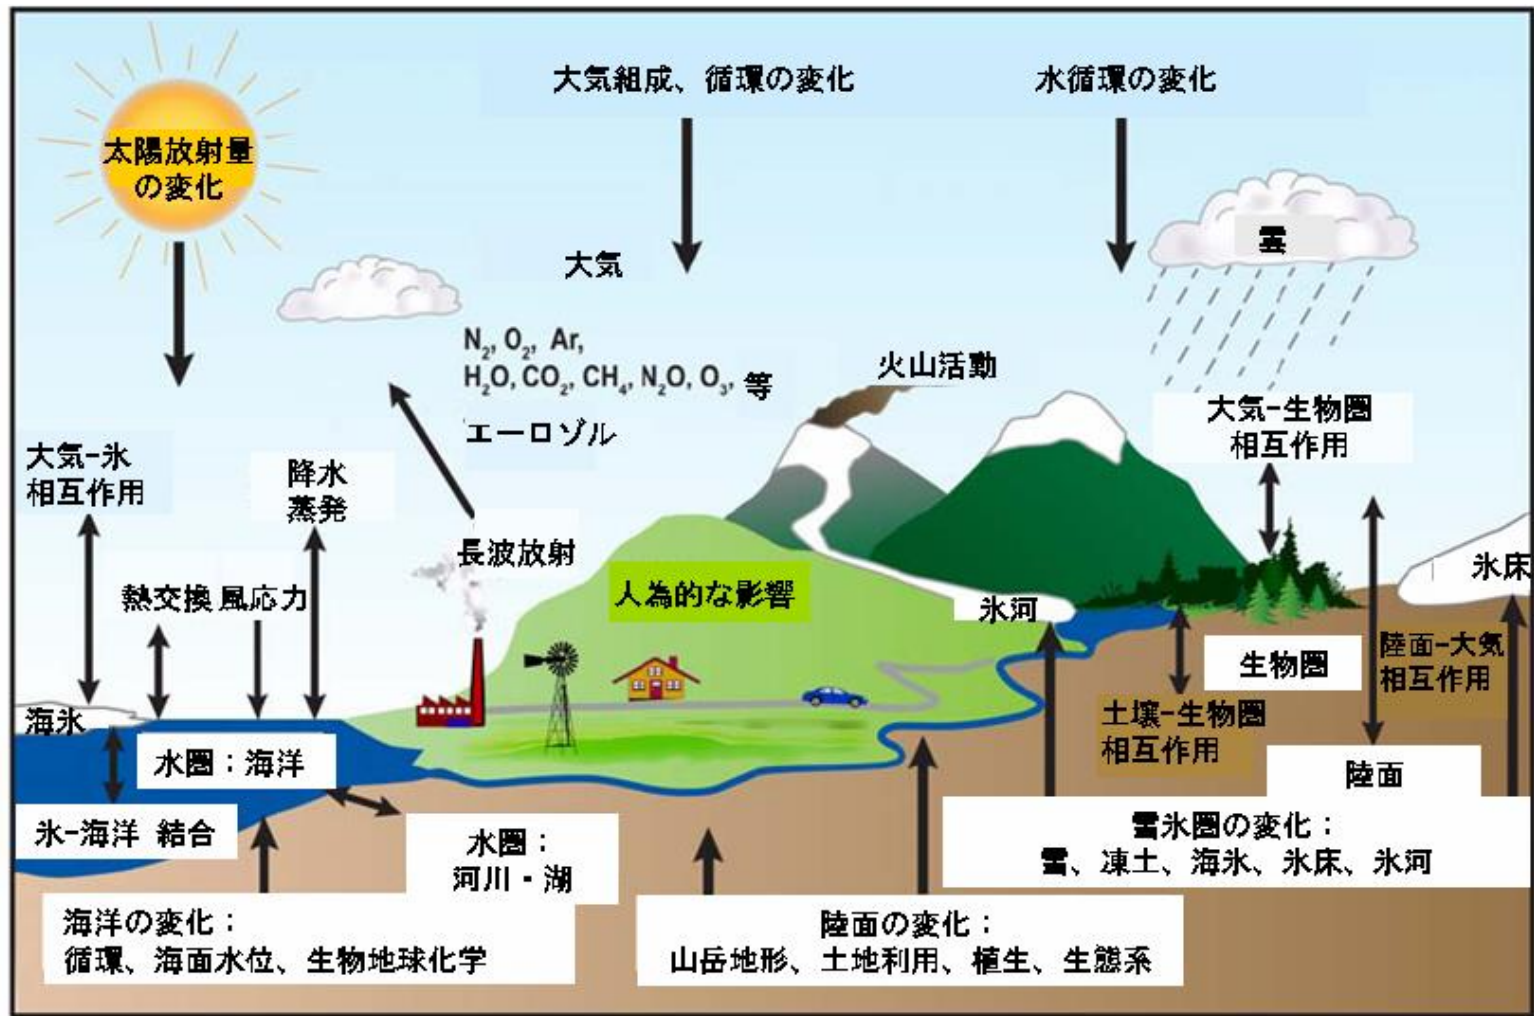 大気組成、循環の変化
水循環の変化
太陽放射量
の変化
雲
大気
N₂, O₂, Ar,
H₂O, CO₂, CH₄, N₂O, O₃, 等
エーロゾル
火山活動
大気-生物圏
相互作用
大気-氷
相互作用
降水
蒸発
長波放射
熱交換 風応力
人為的な影響
氷河
氷床
生物圏
陸面-大気
相互作用
土壌-生物圏
相互作用
海氷
水圏：海洋
陸面
氷-海洋 結合
水圏：
河川・湖
雪氷圏の変化：
雪、凍土、海氷、氷床、氷河
海洋の変化：
循環、海面水位、生物地球化学
陸面の変化：
山岳地形、土地利用、植生、生態系